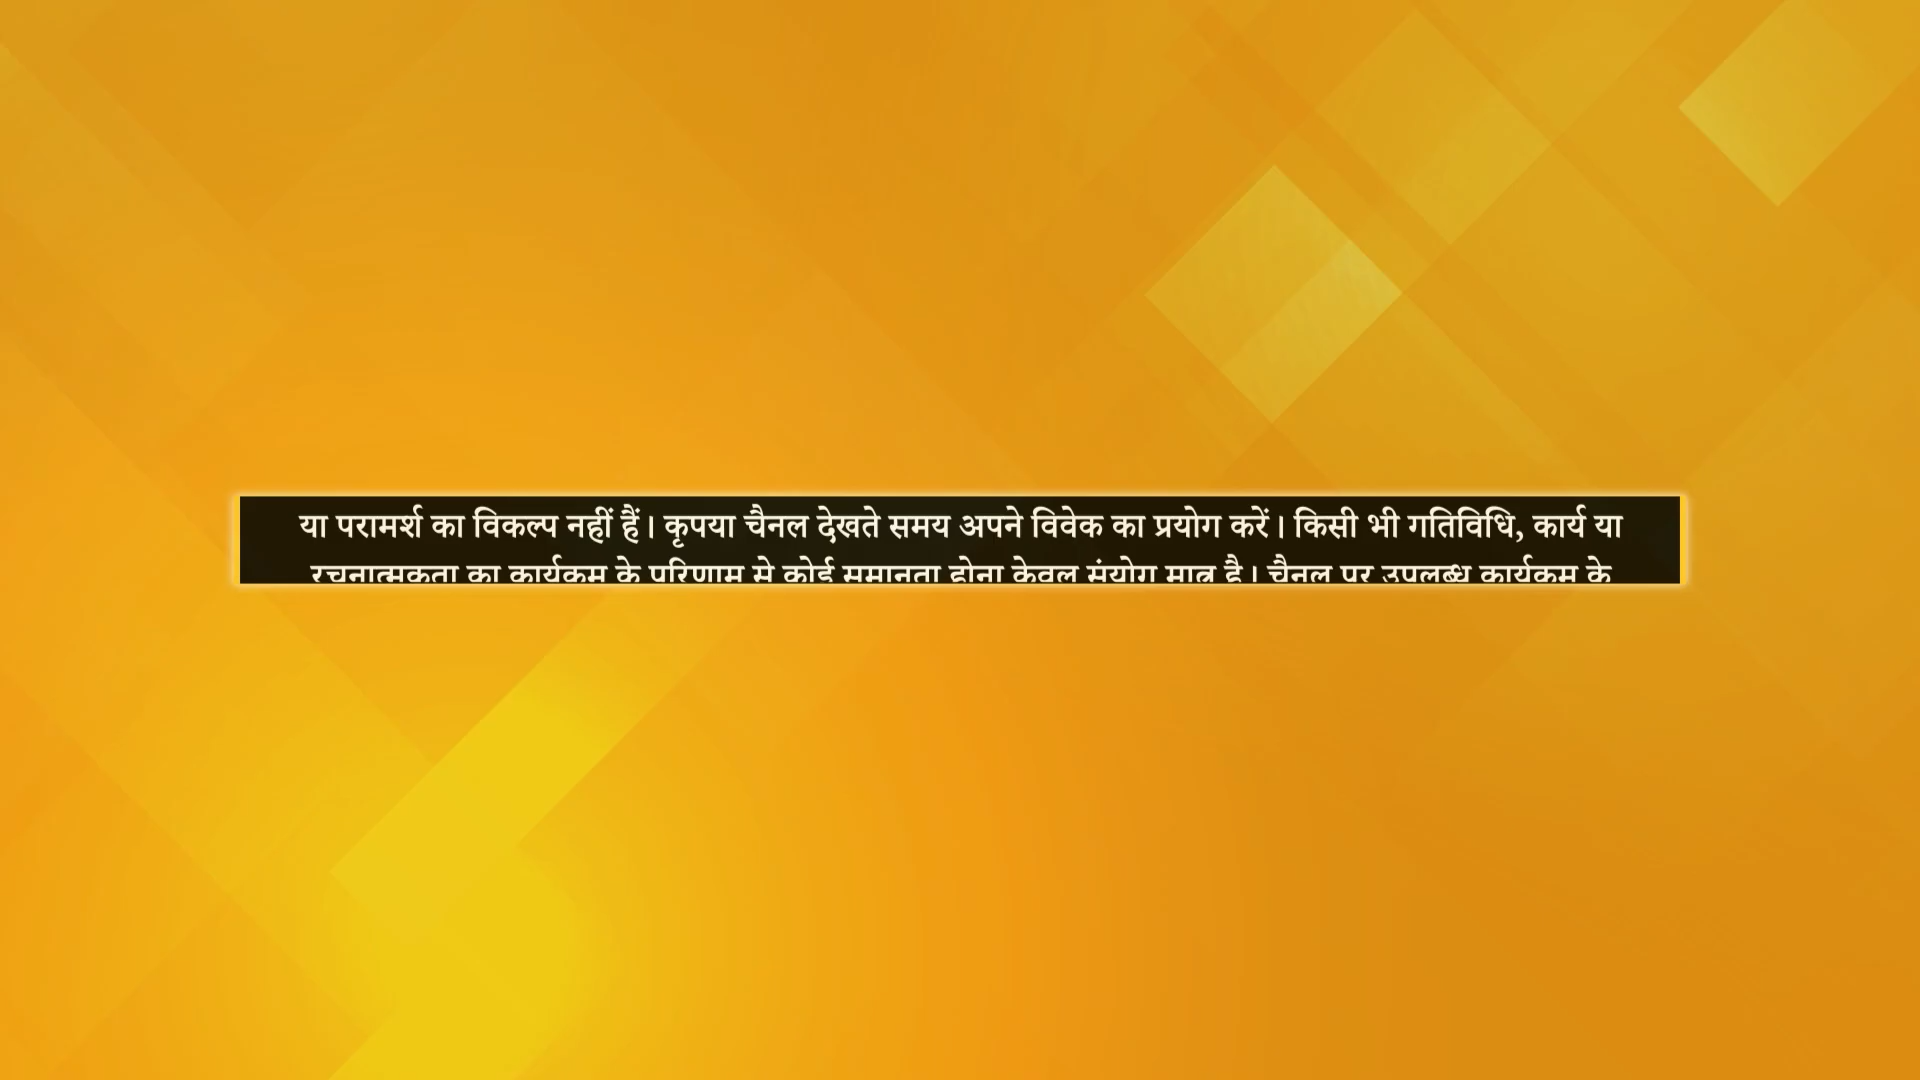 या परामर्श का विकल्प नहीं हैं। कृपया चैनल देखते समय अपने विवेक का प्रयोग करें। किसी भी गतिविधि, कार्य या
रचनात्मकता का कार्यक्रम के परिणाम से कोई समानता होना केवल संयोग मात्र है। चैनल पर उपलब्ध कार्यक्रम के